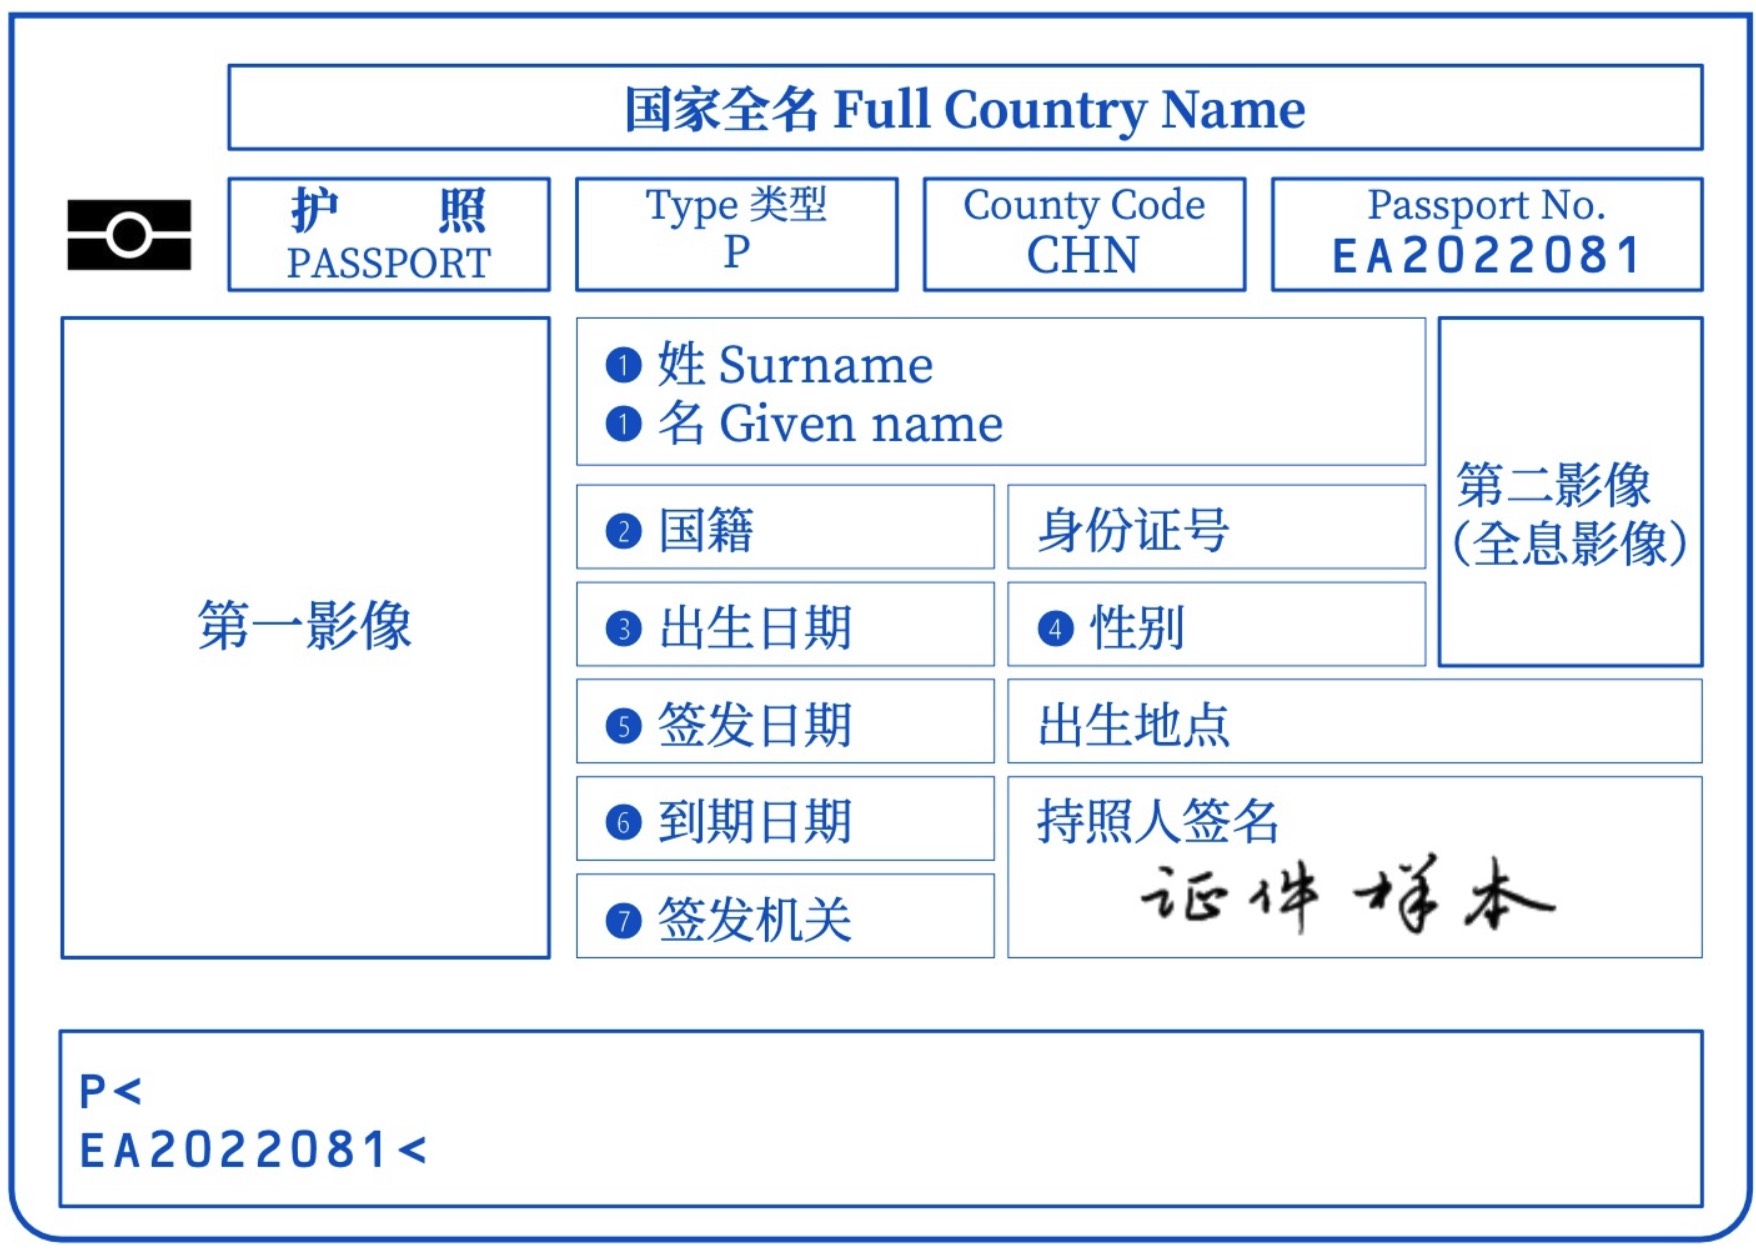 国家全名 Full Country Name
护 照
PASSPORT
Type 类型
P
County Code
CHN
Passport No.
EA2022081
第一影像
❶ 姓 Surname
❶ 名 Given name
❷ 国籍
身份证号
❸ 出生日期
❹ 性别
第二影像
（全息影像）
❺ 签发日期
出生地点
❻ 到期日期
持照人签名
证件样本
❼ 签发机关
P<
EA2022081<